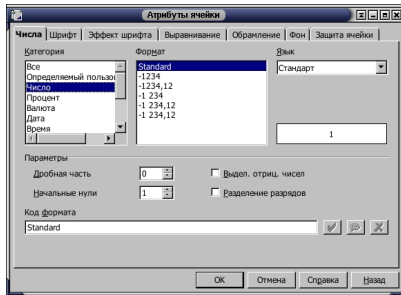 Атрибуты ячейки
Числа Шрифт Эффект шрифта Выравнивание Обрамление Фон Защита ячейки
Категория Формат Язык
Все
Определяемый пользо
Число
Процент
Валюта
Дата
Время
Standard
-1234
-1234,12
-1 234
-1 234,12
-1 234,12
Стандарт
1
Параметры
Дробная часть 0 Выдел. отриц. чисел
Начальные нули 1 Разделение разрядов
Код формата
Standard
OK Отмена Справка Назад